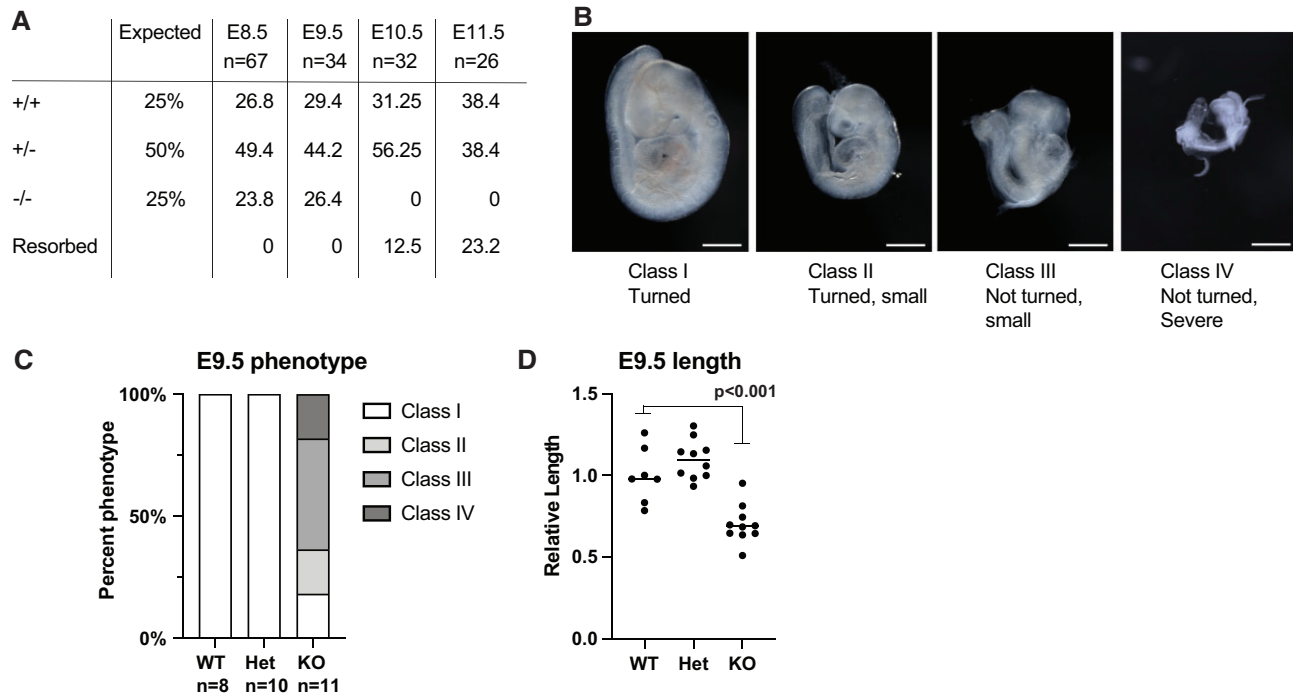 A
Expected E8.5 E9.5 E10.5 E11.5
n=67 n=34 n=32 n=26
+/+ 25% 26.8 29.4 31.25 38.4
+/- 50% 49.4 44.2 56.25 38.4
-/- 25% 23.8 26.4 0 0
Resorbed 0 0 12.5 23.2
B
Class I
Turned
Class II
Turned, small
Class III
Not turned,
small
Class IV
Not turned,
Severe
C
E9.5 phenotype
Percent phenotype
100%
50%
0%
WT Het KO
n=8 n=10 n=11
Class I
Class II
Class III
Class IV
D
E9.5 length
p<0.001
Relative Length
1.5
1.0
0.5
0.0
WT Het KO